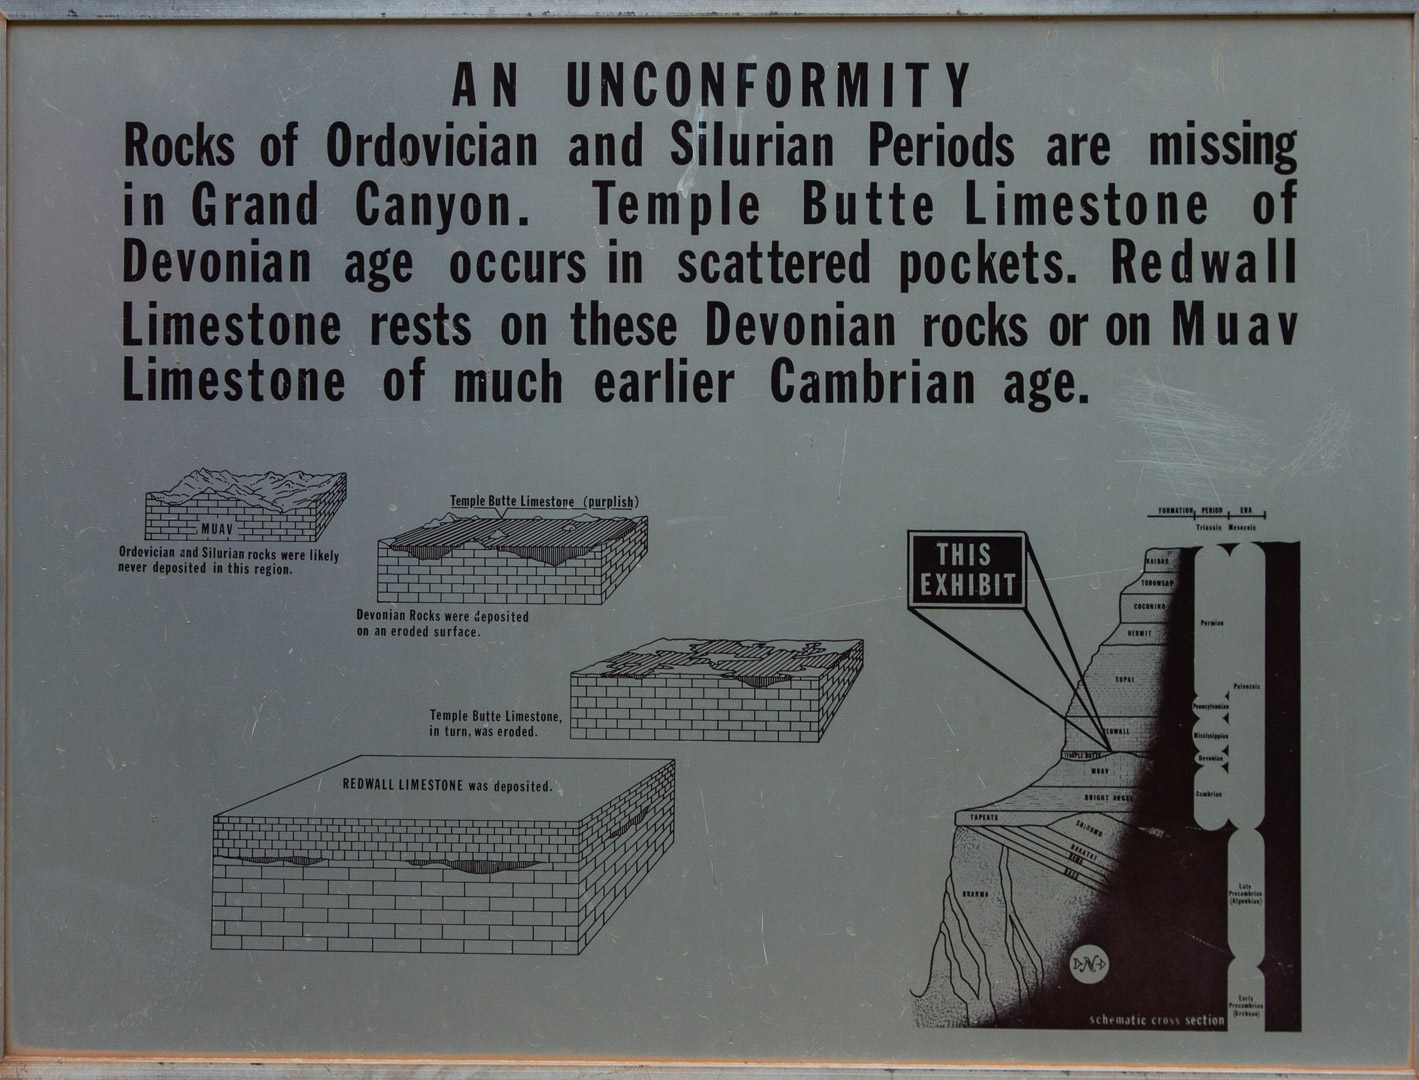 AN UNCONFORMITY
Rocks of Ordovician and Silurian Periods are missing
in Grand Canyon. Temple Butte Limestone of
Devonian age occurs in scattered pockets. Redwall
Limestone rests on these Devonian rocks or on Muav
Limestone of much earlier Cambrian age.
MUAV
Ordovician and Silurian rocks were likely
never deposited in this region.
Temple Butte Limestone (purplish)
Devonian Rocks were deposited
on an eroded surface.
Temple Butte Limestone,
in turn, was eroded.
REDWALL LIMESTONE was deposited.
THIS
EXHIBIT
FORMATION PERIOD ERA
Triassic Mesozoic
KAIBAB
TOROWEAP
COCONINO
HERMIT
Permian
SUPAI
Paleozoic
Pennsylvanian
REDWALL
Mississippian
TEMPLE BUTTE
Devonian
MUAV
BRIGHT ANGEL
Cambrian
TAPEATS
SHINUMO
HAKATAI
BASS
BRAHMA
Late
Precambrian
(Algonkian)
Early
Precambrian
(Archean)
schematic cross section